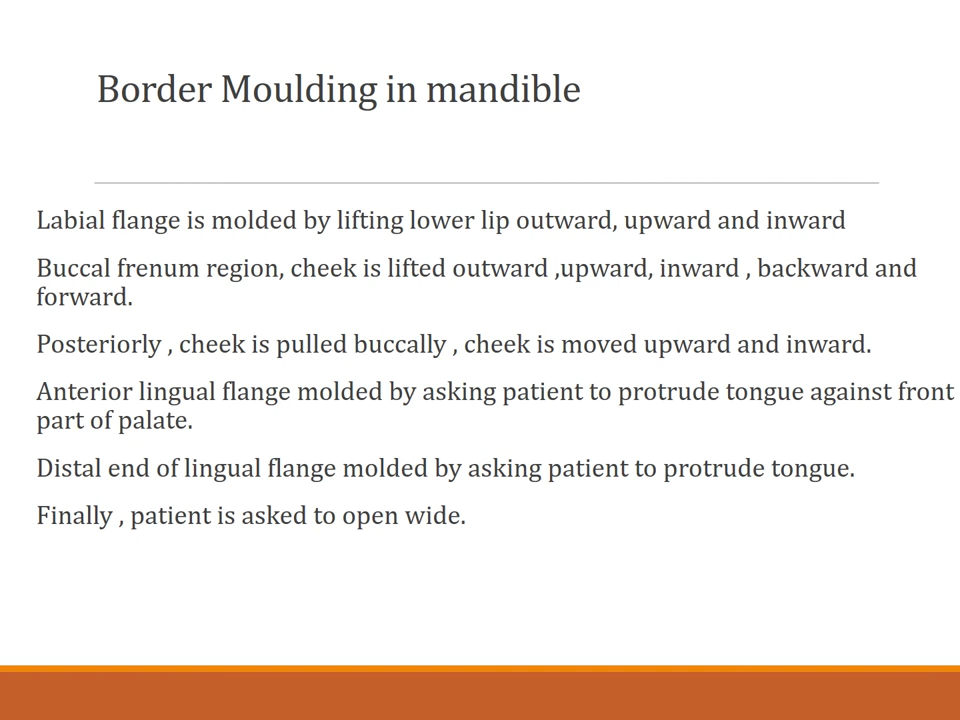 Border Moulding in mandible
Labial flange is molded by lifting lower lip outward, upward and inward
Buccal frenum region, cheek is lifted outward ,upward, inward , backward and
forward.
Posteriorly , cheek is pulled buccally , cheek is moved upward and inward.
Anterior lingual flange molded by asking patient to protrude tongue against front
part of palate.
Distal end of lingual flange molded by asking patient to protrude tongue.
Finally , patient is asked to open wide.